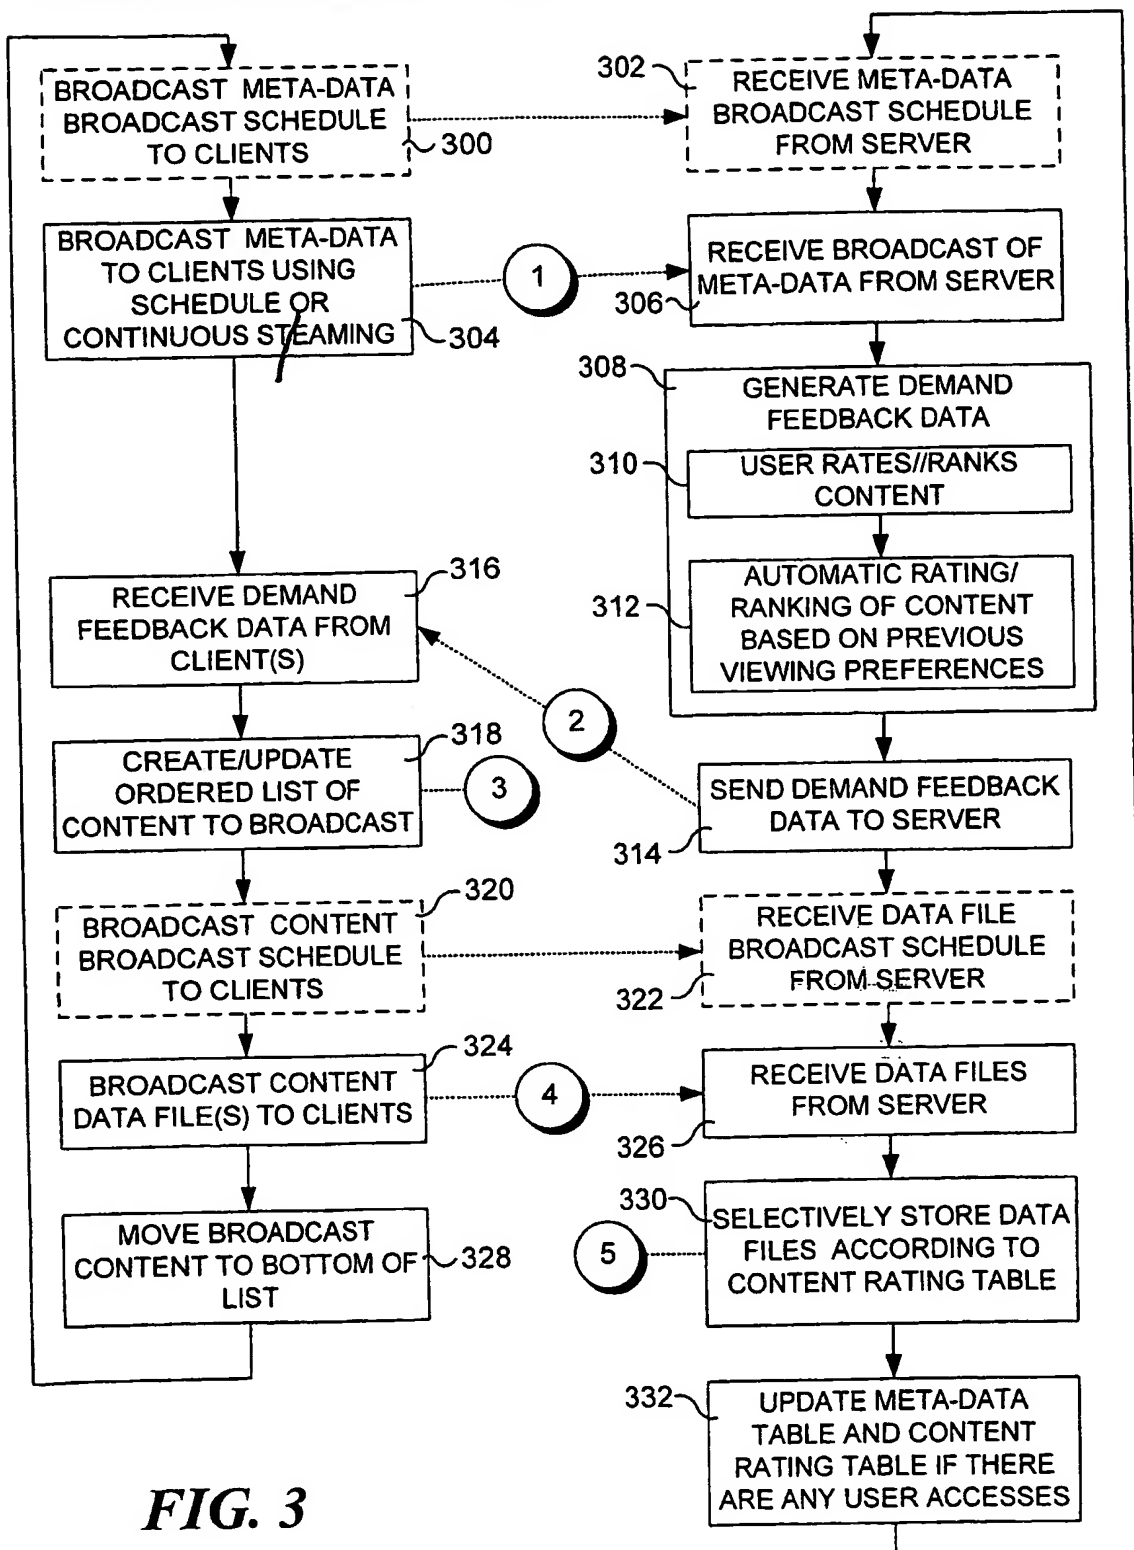 BROADCAST META-DATA
BROADCAST SCHEDULE
TO CLIENTS
300
302
RECEIVE META-DATA
BROADCAST SCHEDULE
FROM SERVER
BROADCAST META-DATA
TO CLIENTS USING
SCHEDULE OR
CONTINUOUS STEAMING
304
1
RECEIVE BROADCAST OF
META-DATA FROM SERVER
306
308
GENERATE DEMAND
FEEDBACK DATA
310
USER RATES//RANKS
CONTENT
312
AUTOMATIC RATING/
RANKING OF CONTENT
BASED ON PREVIOUS
VIEWING PREFERENCES
316
RECEIVE DEMAND
FEEDBACK DATA FROM
CLIENT(S)
2
318
CREATE/UPDATE
ORDERED LIST OF
CONTENT TO BROADCAST
3
SEND DEMAND FEEDBACK
DATA TO SERVER
314
320
BROADCAST CONTENT
BROADCAST SCHEDULE
TO CLIENTS
RECEIVE DATA FILE
BROADCAST SCHEDULE
FROM SERVER
322
324
BROADCAST CONTENT
DATA FILE(S) TO CLIENTS
4
RECEIVE DATA FILES
FROM SERVER
326
MOVE BROADCAST
CONTENT TO BOTTOM OF
LIST
328
330
5
SELECTIVELY STORE DATA
FILES ACCORDING TO
CONTENT RATING TABLE
332
UPDATE META-DATA
TABLE AND CONTENT
RATING TABLE IF THERE
ARE ANY USER ACCESSES
FIG. 3